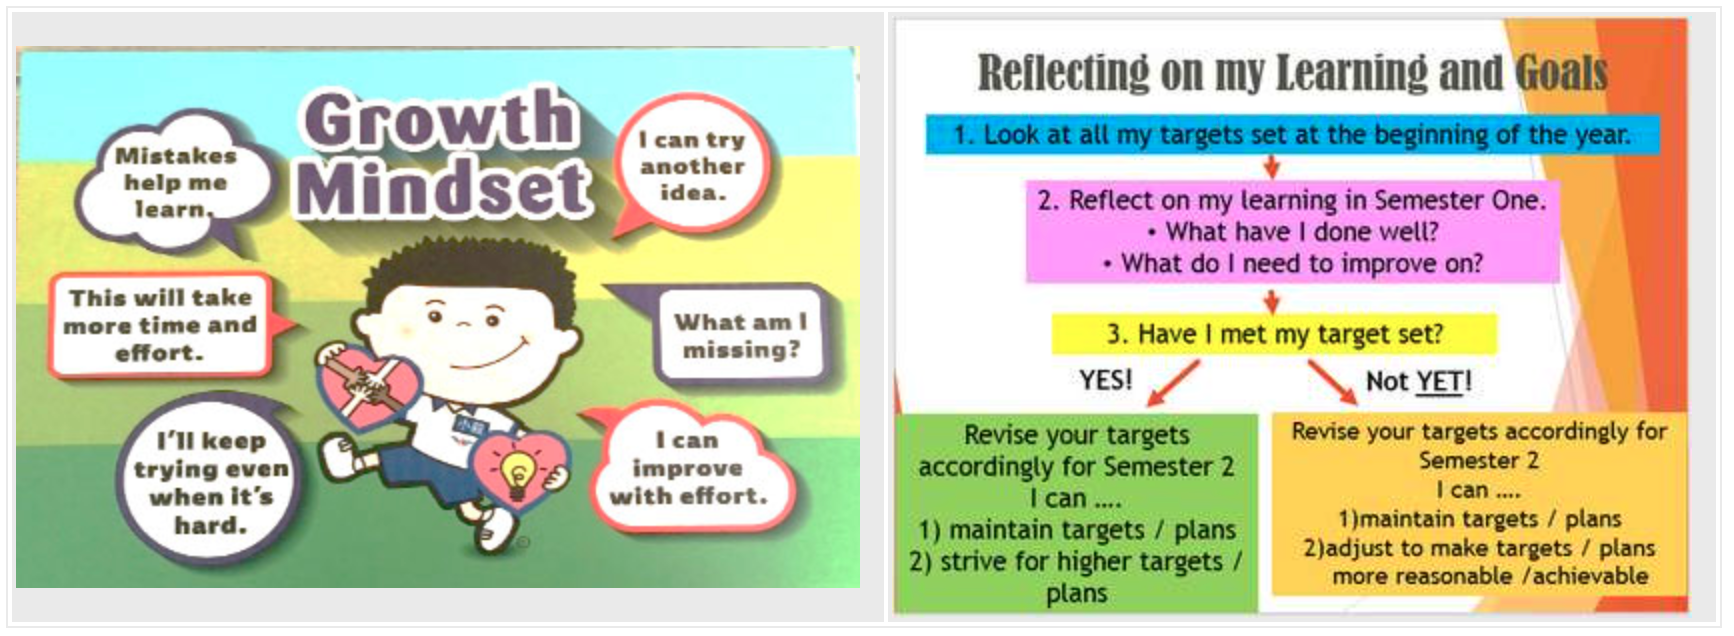 Growth
Mindset
Mistakes
help me
learn.
I can try
another
idea.
This will take
more time and
effort.
What am I
missing?
I'll keep
trying even
when it's
hard.
I can
improve
with effort.
Reflecting on my Learning and Goals
1. Look at all my targets set at the beginning of the year.
2. Reflect on my learning in Semester One.
• What have I done well?
• What do I need to improve on?
3. Have I met my target set?
YES!
Not YET!
Revise your targets
accordingly for Semester 2
I can ....
1) maintain targets / plans
2) strive for higher targets /
plans
Revise your targets accordingly for
Semester 2
I can ....
1)maintain targets / plans
2)adjust to make targets / plans
more reasonable /achievable